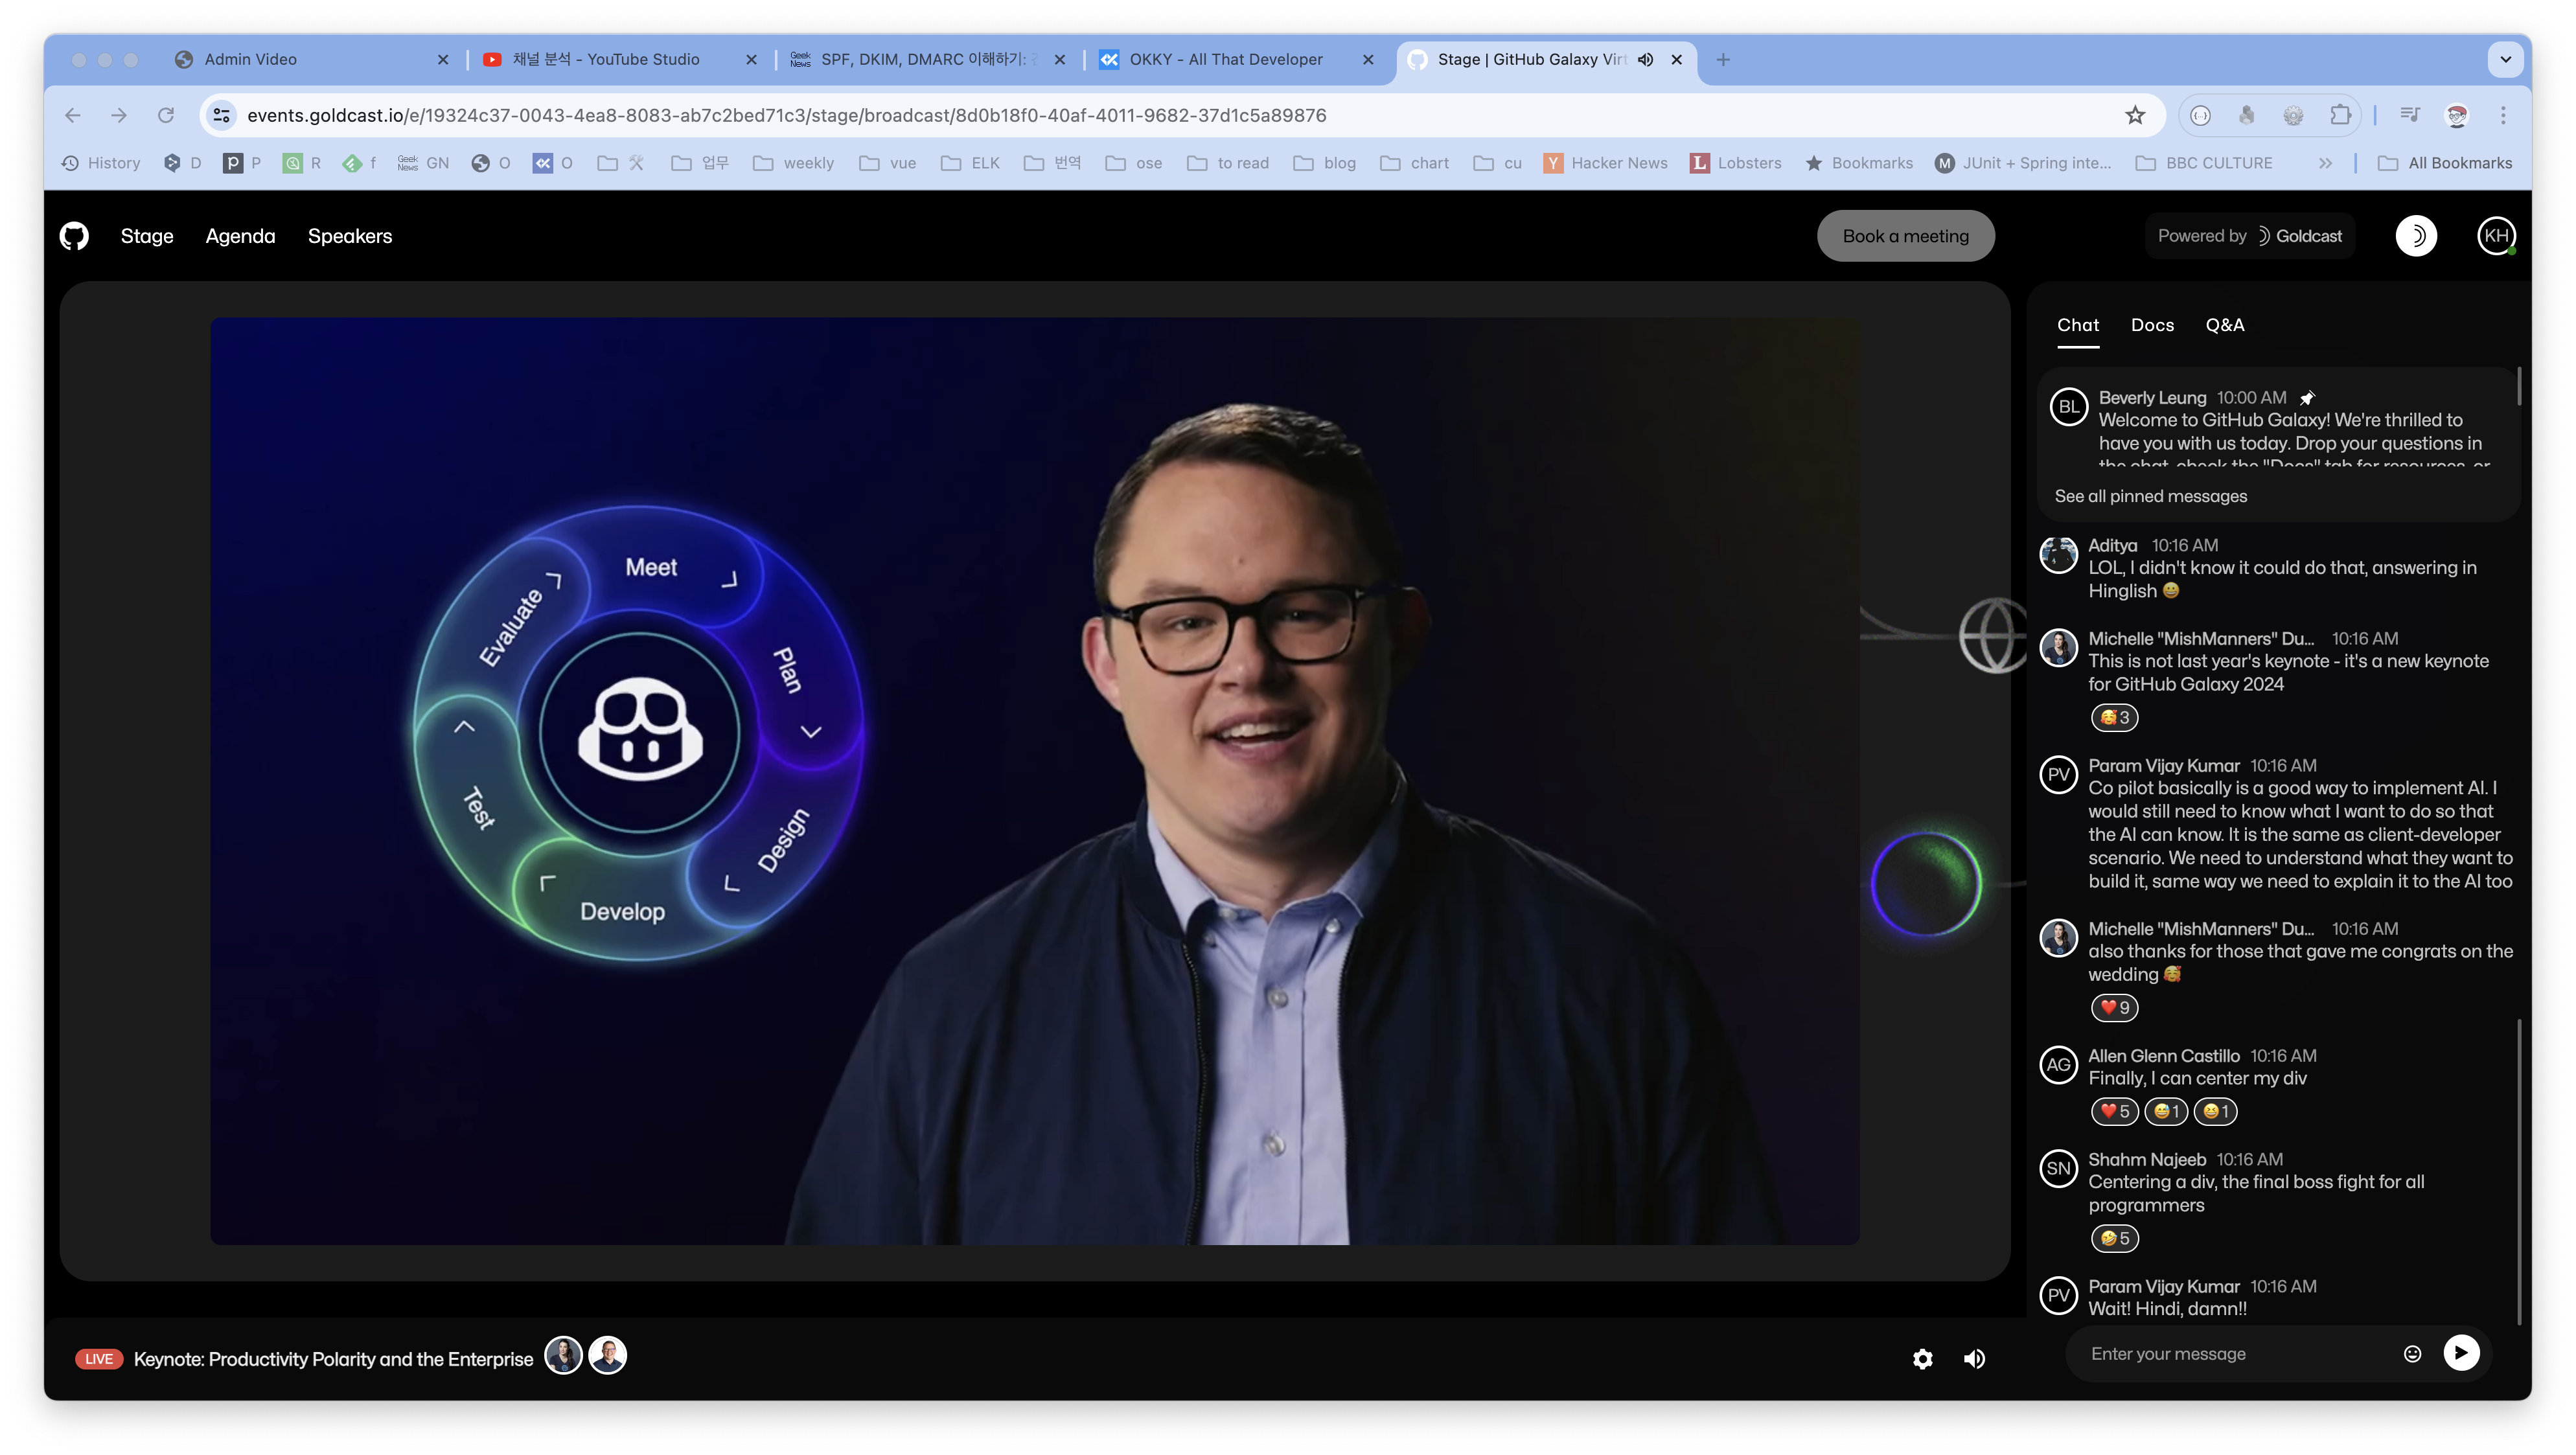 Admin Video
채널 분석 - YouTube Studio
Geek News
SPF, DKIM, DMARC 이해하기:
OKKY - All That Developer
Stage | GitHub Galaxy Virt
events.goldcast.io/e/19324c37-0043-4ea8-8083-ab7c2bed71c3/stage/broadcast/8d0b18f0-40af-4011-9682-37d1c5a89876
History
D
P
R
f
Geek News GN
O
O
업무
weekly
vue
ELK
번역
ose
to read
blog
chart
cu
Y Hacker News
L Lobsters
Bookmarks
M JUnit + Spring inte...
BBC CULTURE
All Bookmarks
Stage
Agenda
Speakers
Book a meeting
Powered by Goldcast
KH
Meet
Plan
Design
Develop
Test
Evaluate
Chat
Docs
Q&A
BL
Beverly Leung 10:00 AM
Welcome to GitHub Galaxy! We're thrilled to
have you with us today. Drop your questions in
the chat, check the "Docs" tab for resources, or
See all pinned messages
Aditya 10:16 AM
LOL, I didn't know it could do that, answering in
Hinglish 😀
Michelle "MishManners" Du... 10:16 AM
This is not last year's keynote - it's a new keynote
for GitHub Galaxy 2024
🥰 3
PV
Param Vijay Kumar 10:16 AM
Co pilot basically is a good way to implement AI. I
would still need to know what I want to do so that
the AI can know. It is the same as client-developer
scenario. We need to understand what they want to
build it, same way we need to explain it to the AI too
Michelle "MishManners" Du... 10:16 AM
also thanks for those that gave me congrats on the
wedding 🥰
❤️ 9
AG
Allen Glenn Castillo 10:16 AM
Finally, I can center my div
❤️ 5 😅 1 😆 1
SN
Shahm Najeeb 10:16 AM
Centering a div, the final boss fight for all
programmers
🤣 5
PV
Param Vijay Kumar 10:16 AM
Wait! Hindi, damn!!
LIVE
Keynote: Productivity Polarity and the Enterprise
Enter your message